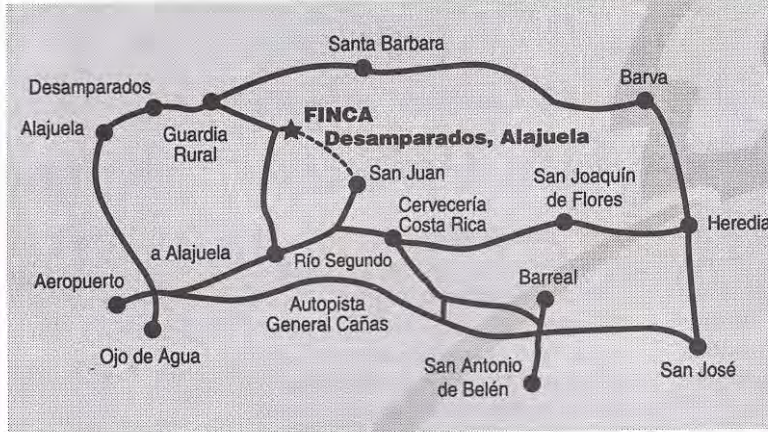 Santa Barbara
Desamparados
Barva
Alajuela
Guardia
Rural
FINCA
Desamparados, Alajuela
San Juan
Cervecería
Costa Rica
San Joaquín
de Flores
Heredia
a Alajuela
Río Segundo
Aeropuerto
Autopista
General Cañas
Barreal
Ojo de Agua
San Antonio
de Belén
San José